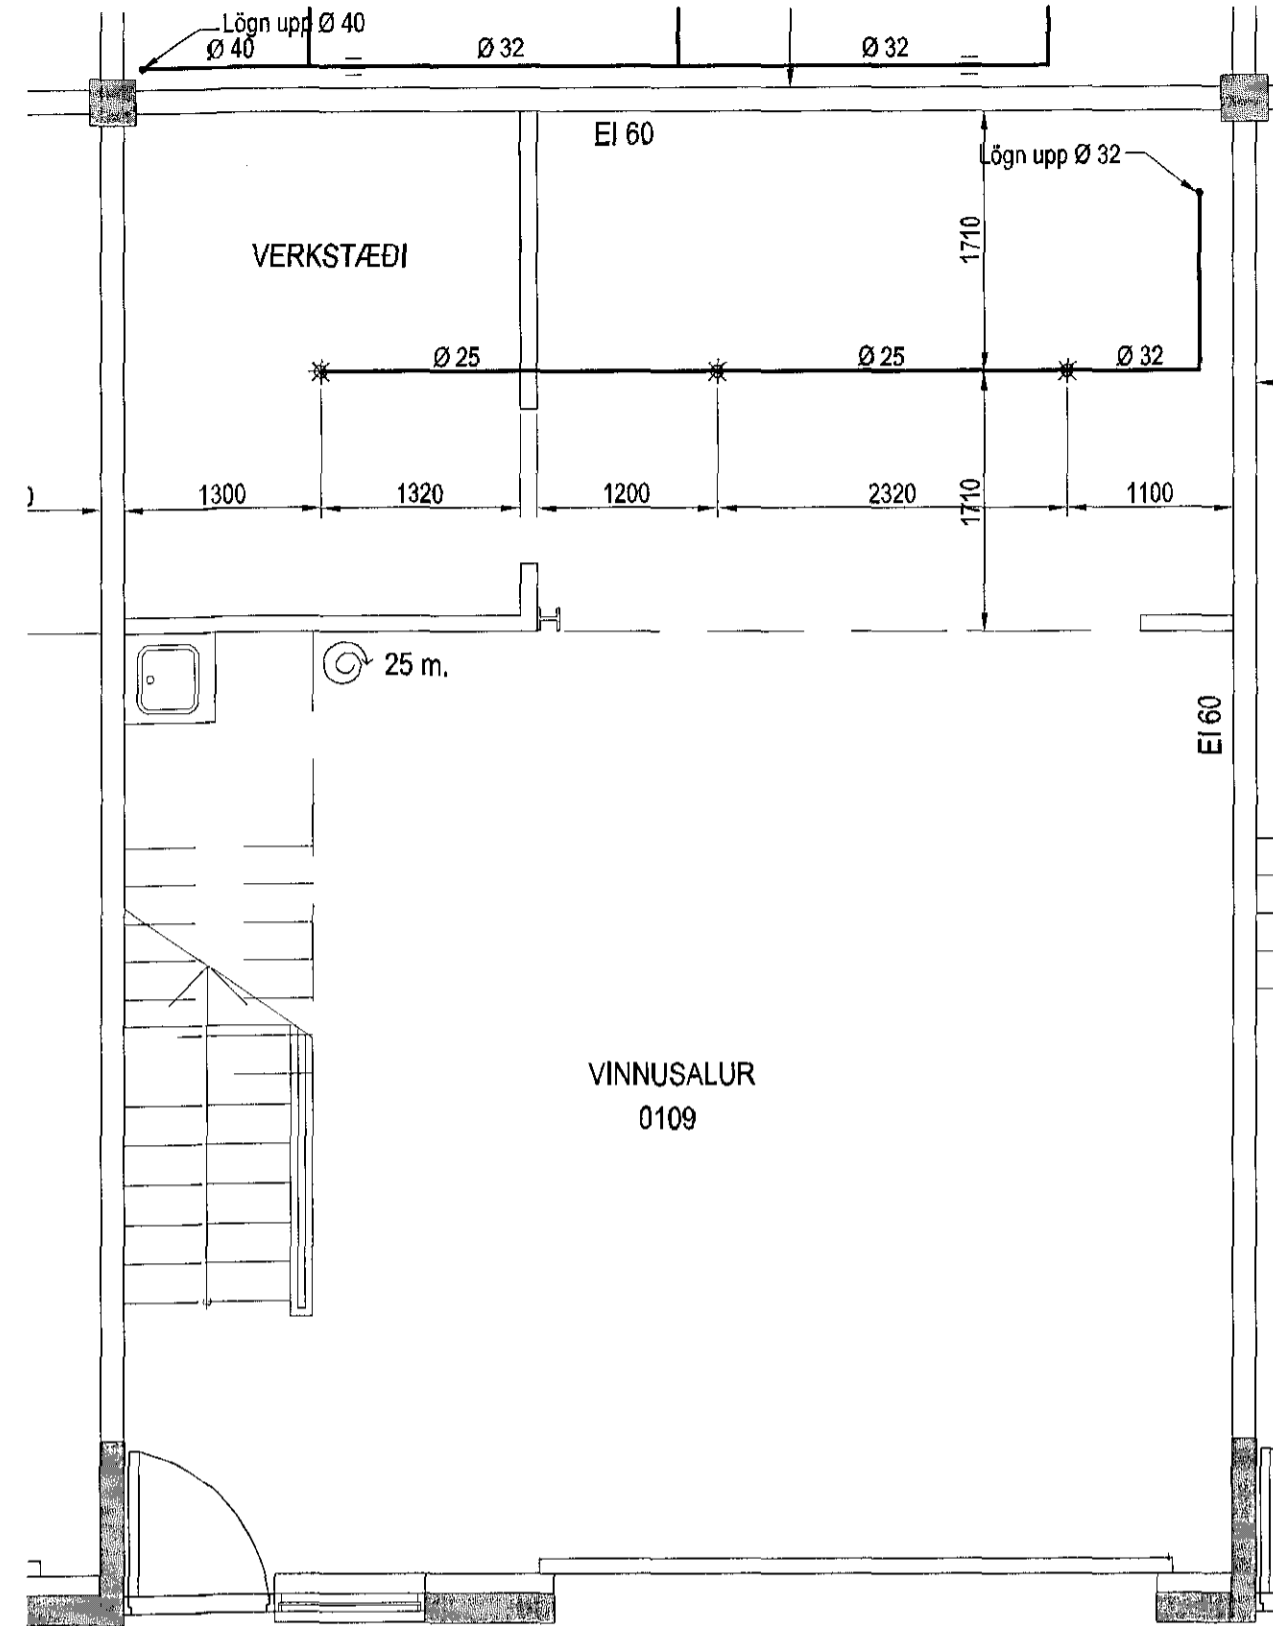 Lögn upp Ø 40
Ø 40
Ø 32
Ø 32
EI 60
Lögn upp Ø 32
VERKSTÆÐI
1710
Ø 25
Ø 25
Ø 32
1300
1320
1200
2320
1710
1100
25 m.
EI 60
VINNUSALUR
0109